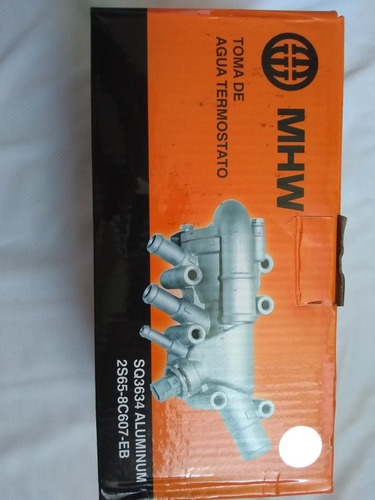 MHW
TOMA DE
AGUA TERMOSTATO
SQ3634 ALUMINUM
2S65-8C607-EB